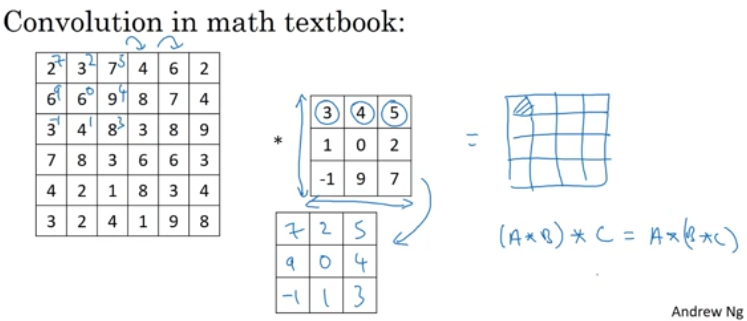 Convolution in math textbook:
2 7 3 2 7 5 4 6 2
6 9 6 0 9 4 8 7 4
3 -1 4 1 8 3 3 8 9
7 8 3 6 6 3
4 2 1 8 3 4
3 2 4 1 9 8
*
3 4 5
1 0 2
-1 9 7
=
7 2 5
9 0 4
-1 1 3
(A*B)*C = A*(B*C)
Andrew Ng